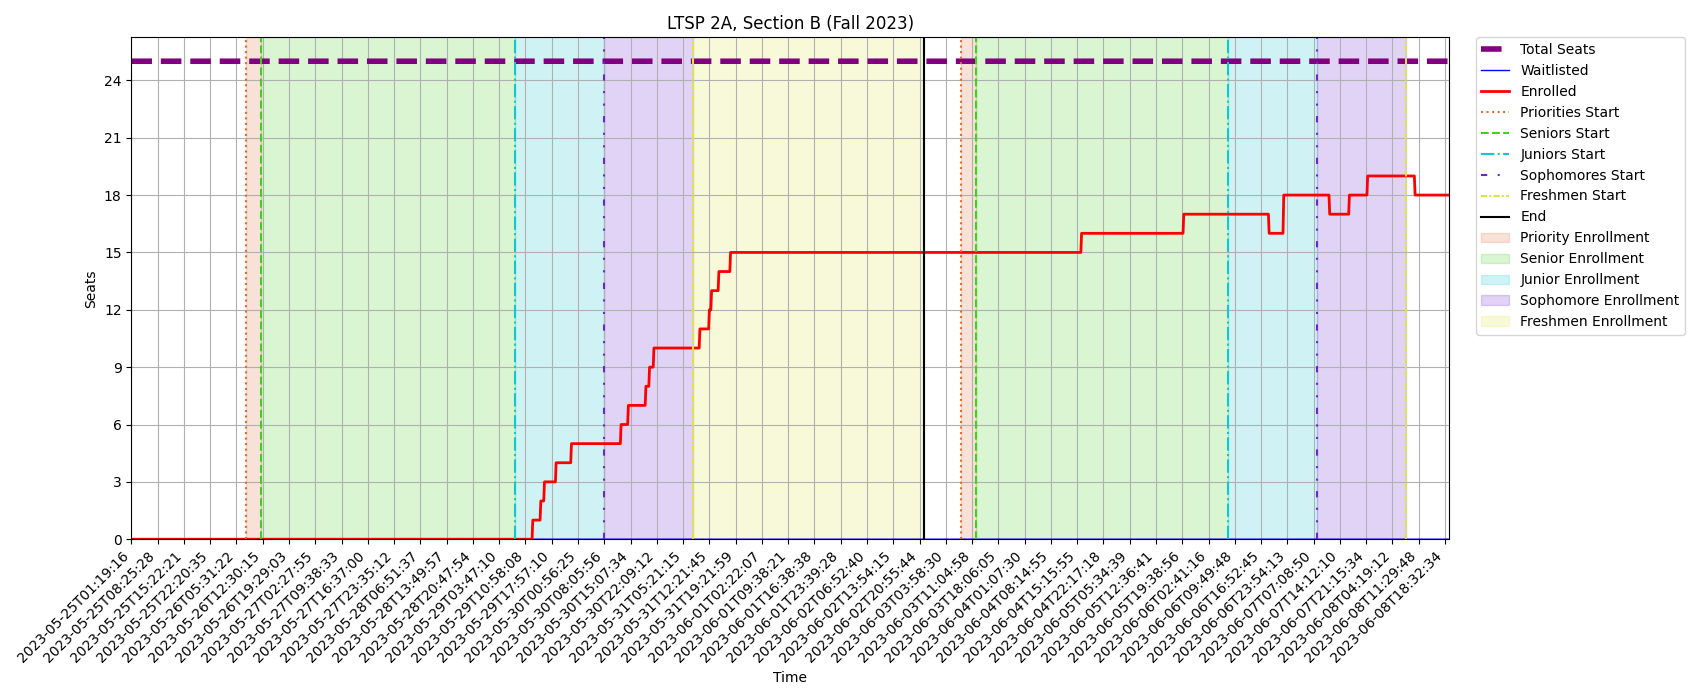 LTSP 2A, Section B (Fall 2023)
Seats
24
21
18
15
12
9
6
3
0
2023-05-25T01:19:16
2023-05-25T08:25:28
2023-05-25T15:22:21
2023-05-25T22:20:35
2023-05-26T05:31:22
2023-05-26T12:30:15
2023-05-26T19:29:03
2023-05-27T02:27:55
2023-05-27T09:38:33
2023-05-27T16:37:00
2023-05-27T23:35:12
2023-05-28T06:51:37
2023-05-28T13:49:57
2023-05-28T20:47:54
2023-05-29T03:47:10
2023-05-29T10:58:08
2023-05-29T17:57:10
2023-05-30T00:56:25
2023-05-30T08:05:56
2023-05-30T15:07:34
2023-05-30T22:09:12
2023-05-31T05:21:15
2023-05-31T12:21:45
2023-05-31T19:21:59
2023-06-01T02:22:07
2023-06-01T09:38:21
2023-06-01T16:38:38
2023-06-01T23:39:28
2023-06-02T06:52:40
2023-06-02T13:54:15
2023-06-02T20:55:44
2023-06-03T03:58:30
2023-06-03T11:04:58
2023-06-03T18:06:05
2023-06-04T01:07:30
2023-06-04T08:14:55
2023-06-04T15:15:55
2023-06-04T22:17:18
2023-06-05T05:34:39
2023-06-05T12:36:41
2023-06-05T19:38:56
2023-06-06T02:41:16
2023-06-06T09:49:48
2023-06-06T16:52:45
2023-06-06T23:54:13
2023-06-07T07:08:50
2023-06-07T14:12:10
2023-06-07T21:15:34
2023-06-08T04:19:12
2023-06-08T11:29:48
2023-06-08T18:32:34
Time
Total Seats
Waitlisted
Enrolled
Priorities Start
Seniors Start
Juniors Start
Sophomores Start
Freshmen Start
End
Priority Enrollment
Senior Enrollment
Junior Enrollment
Sophomore Enrollment
Freshmen Enrollment